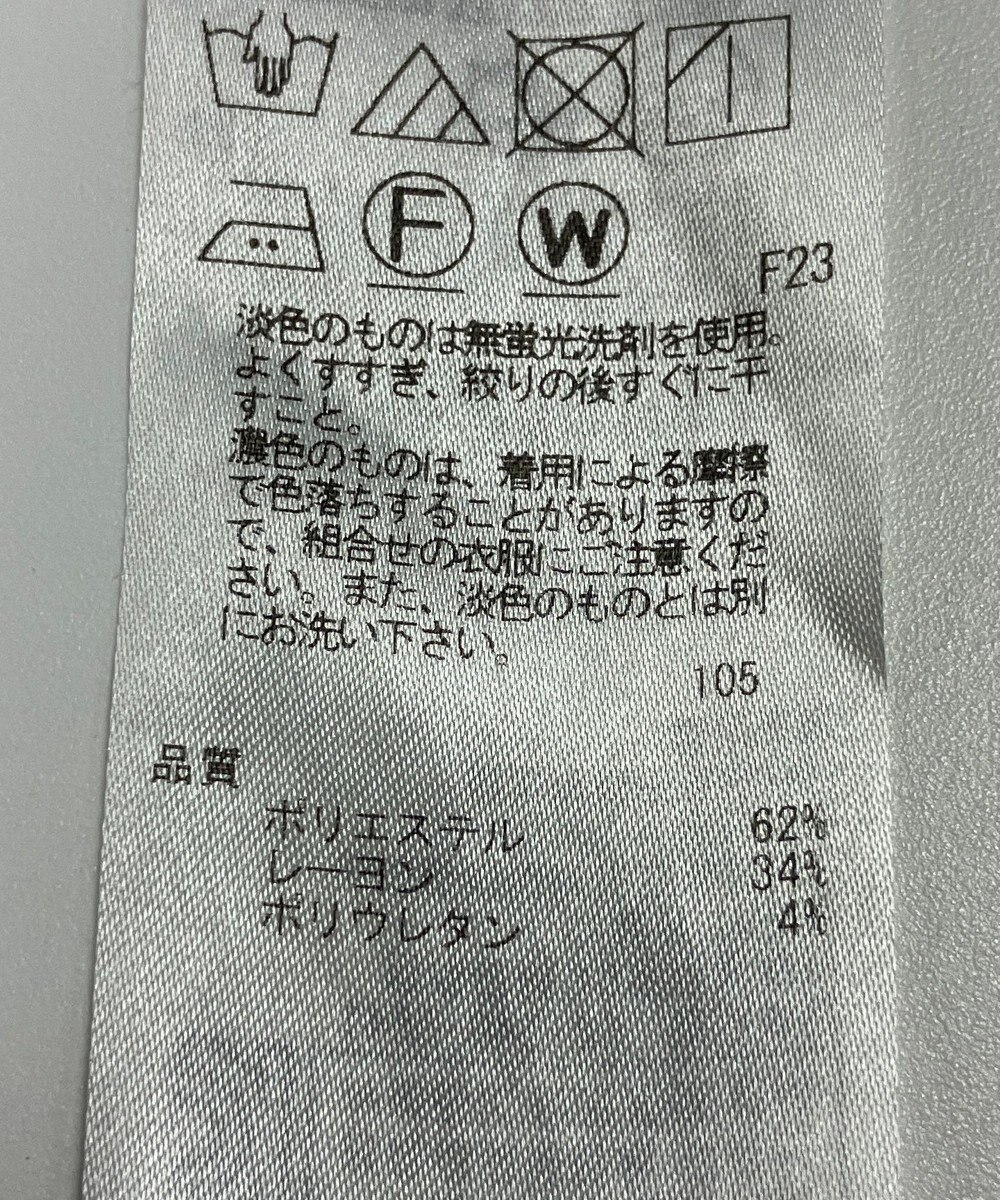 F
W
F23
淡色のものは無蛍光洗剤を使用。
よくすすぎ、絞りの後すぐに干
すこと。
濃色のものは、着用による摩擦
で色落ちすることがありますの
で、組合せの衣服にご注意くだ
さい。また、淡色のものとは別
にお洗い下さい。
105
品質
ポリエステル 62%
レーヨン 34%
ポリウレタン 4%